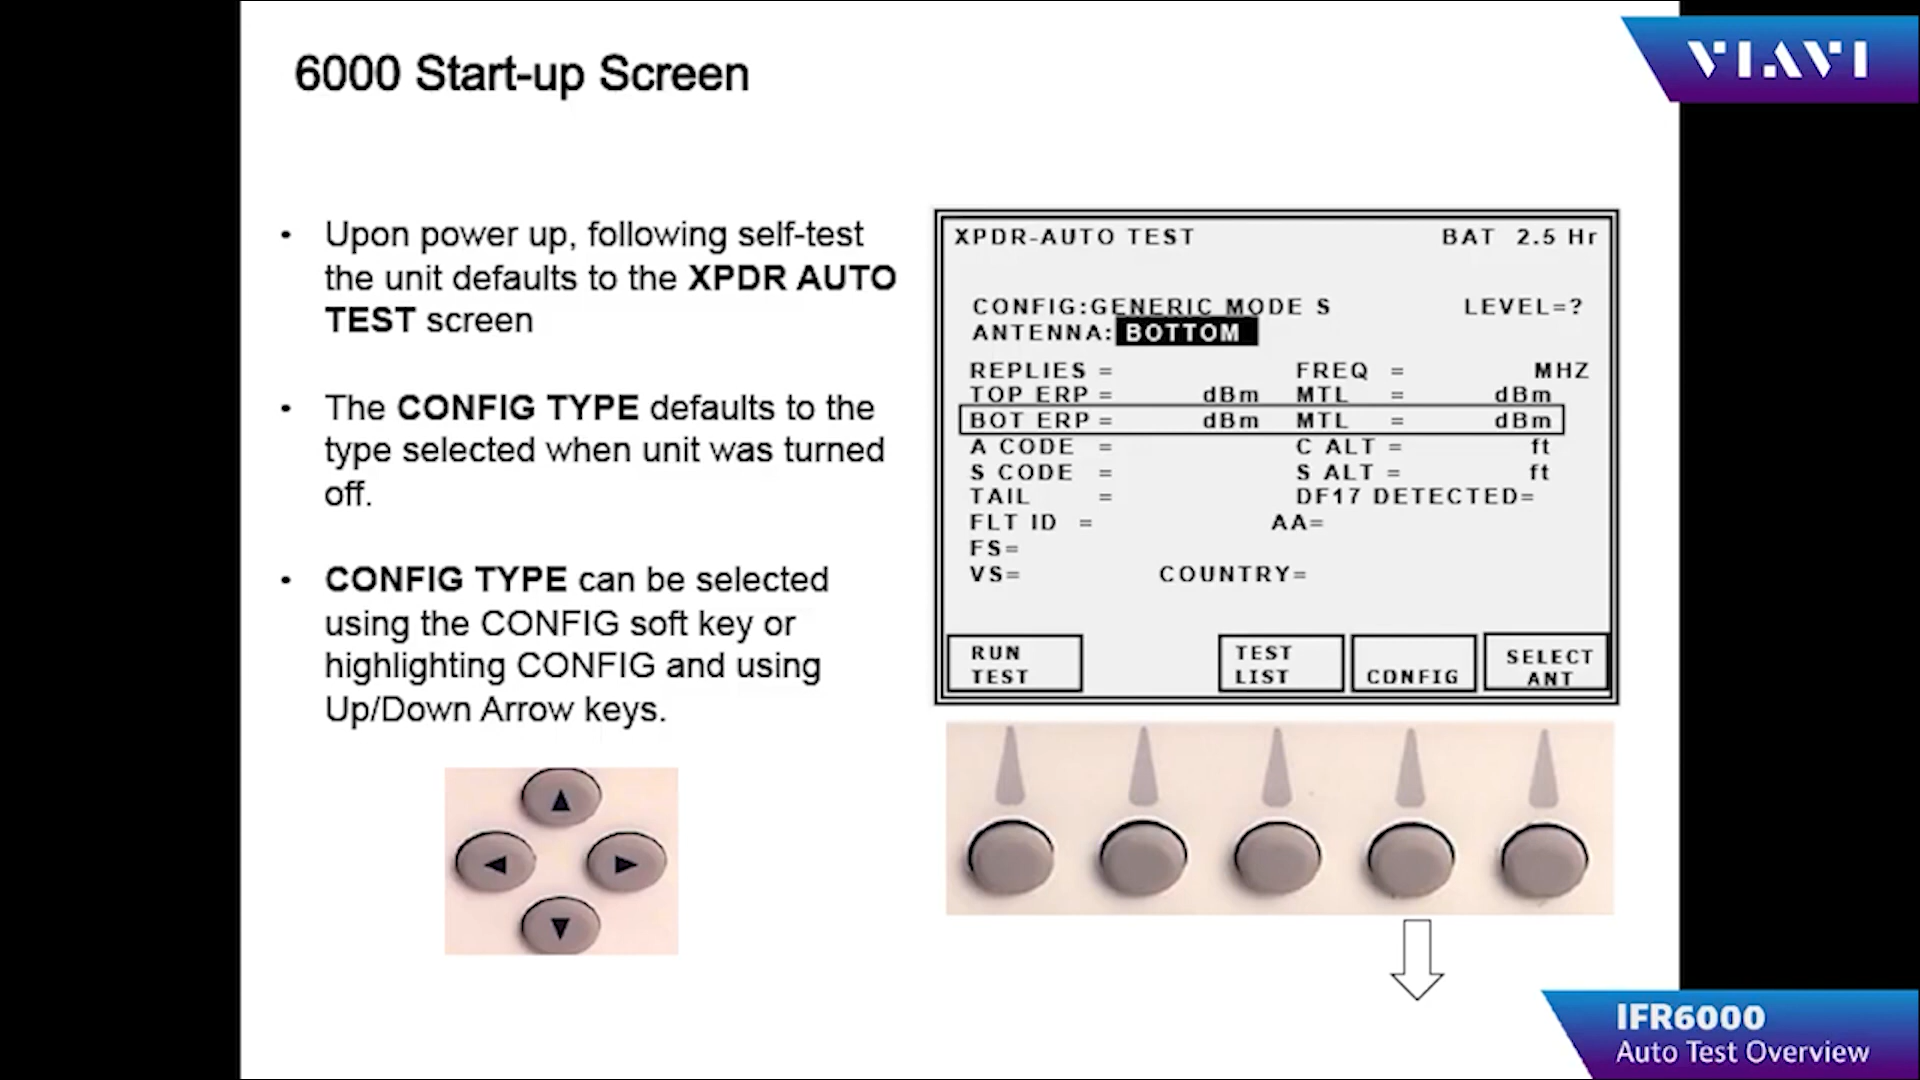 6000 Start-up Screen
VIAVI
• Upon power up, following self-test
the unit defaults to the XPDR AUTO
TEST screen
• The CONFIG TYPE defaults to the
type selected when unit was turned
off.
• CONFIG TYPE can be selected
using the CONFIG soft key or
highlighting CONFIG and using
Up/Down Arrow keys.
XPDR-AUTO TEST BAT 2.5 Hr
CONFIG:GENERIC MODE S LEVEL=?
ANTENNA: BOTTOM
REPLIES = FREQ = MHZ
TOP ERP = dBm MTL = dBm
BOT ERP = dBm MTL = dBm
A CODE = C ALT = ft
S CODE = S ALT = ft
TAIL = DF17 DETECTED=
FLT ID = AA=
FS=
VS= COUNTRY=
RUN
TEST
TEST
LIST
CONFIG
SELECT
ANT
IFR6000
Auto Test Overview